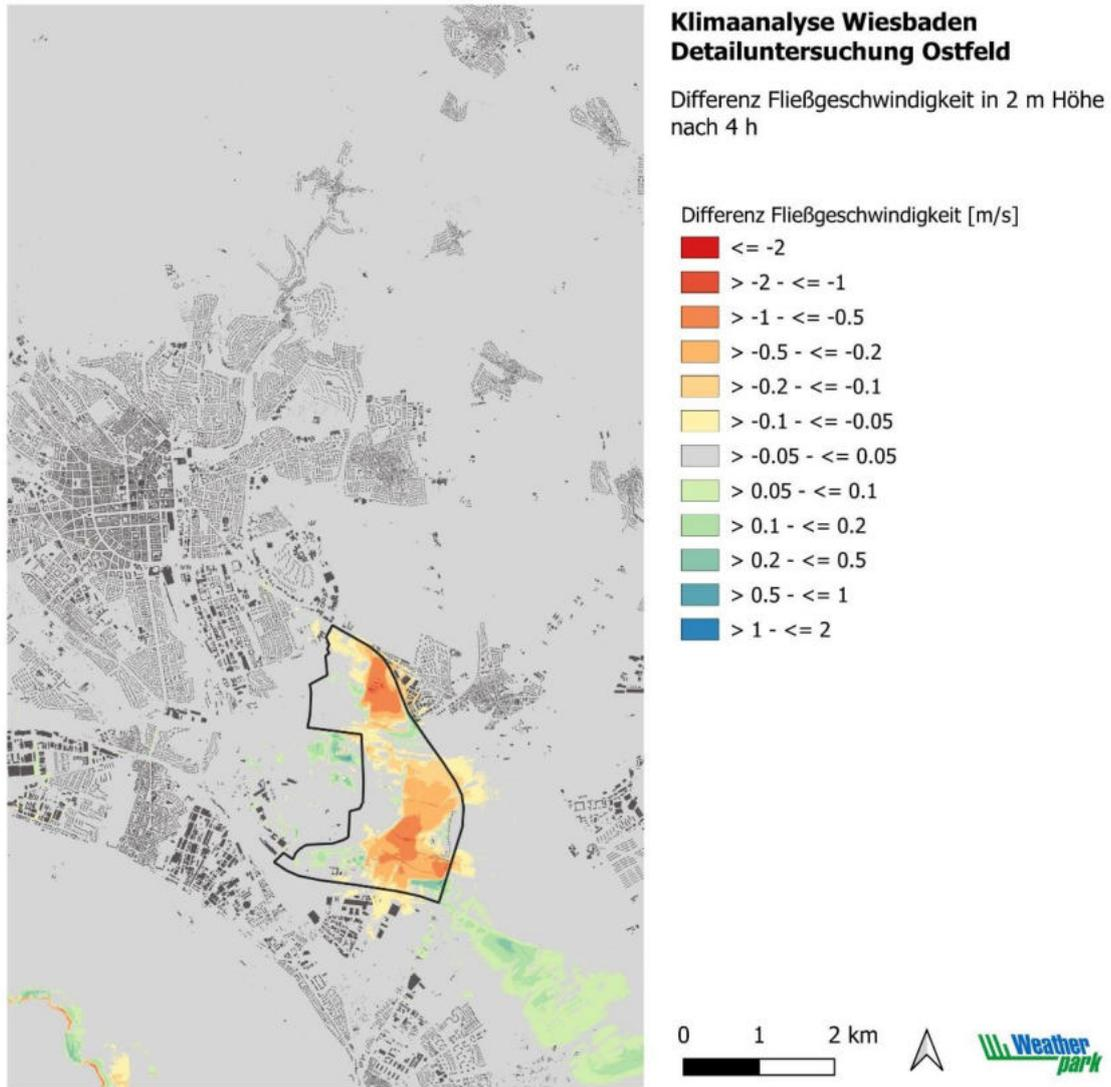 Klimaanalyse Wiesbaden
Detailuntersuchung Ostfeld
Differenz Fließgeschwindigkeit in 2 m Höhe
nach 4 h
Differenz Fließgeschwindigkeit [m/s]
<= -2
> -2 - <= -1
> -1 - <= -0.5
> -0.5 - <= -0.2
> -0.2 - <= -0.1
> -0.1 - <= -0.05
> -0.05 - <= 0.05
> 0.05 - <= 0.1
> 0.1 - <= 0.2
> 0.2 - <= 0.5
> 0.5 - <= 1
> 1 - <= 2
0 1 2 km
Weather
park